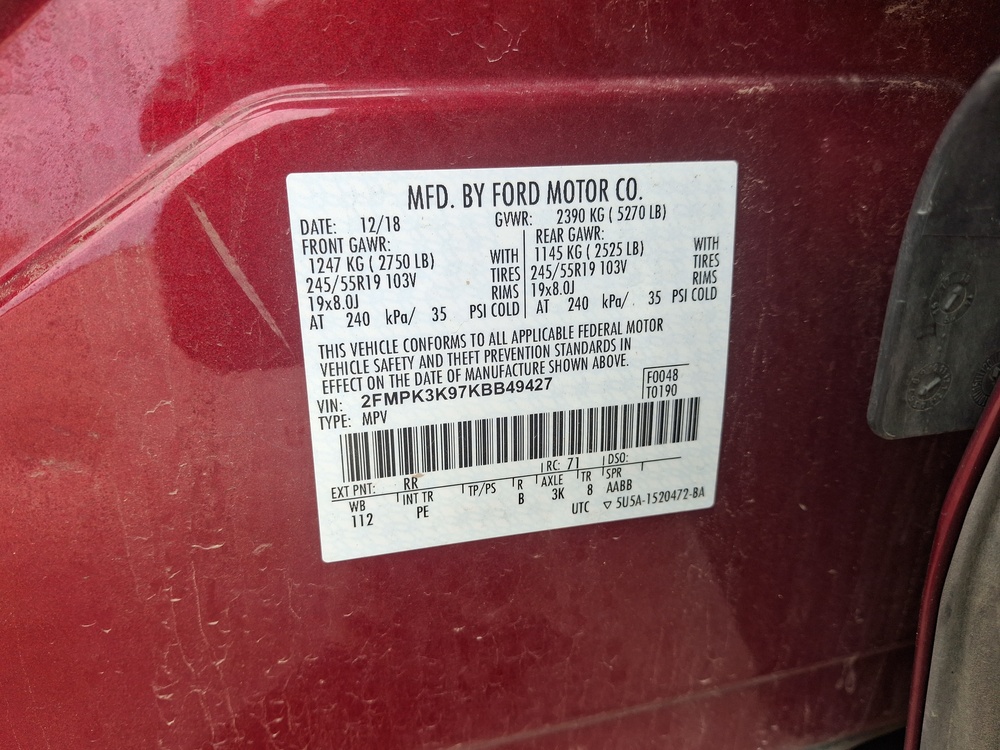 MFD. BY FORD MOTOR CO.
DATE: 12/18 GVWR: 2390 KG ( 5270 LB)
FRONT GAWR: REAR GAWR:
1247 KG ( 2750 LB) WITH 1145 KG ( 2525 LB) WITH
245/55R19 103V TIRES 245/55R19 103V TIRES
19x8.0J RIMS 19x8.0J RIMS
AT 240 kPa/ 35 PSI COLD AT 240 kPa/ 35 PSI COLD
THIS VEHICLE CONFORMS TO ALL APPLICABLE FEDERAL MOTOR
VEHICLE SAFETY AND THEFT PREVENTION STANDARDS IN
EFFECT ON THE DATE OF MANUFACTURE SHOWN ABOVE.
VIN: 2FMPK3K97KBB49427 F0048
TYPE: MPV T0190
EXT PNT: RR RC: 71 DSO:
WB INT TR TP/PS R AXLE TR SPR
112 PE B 3K 8 AABB
UTC ▽ 5U5A-1520472-BA